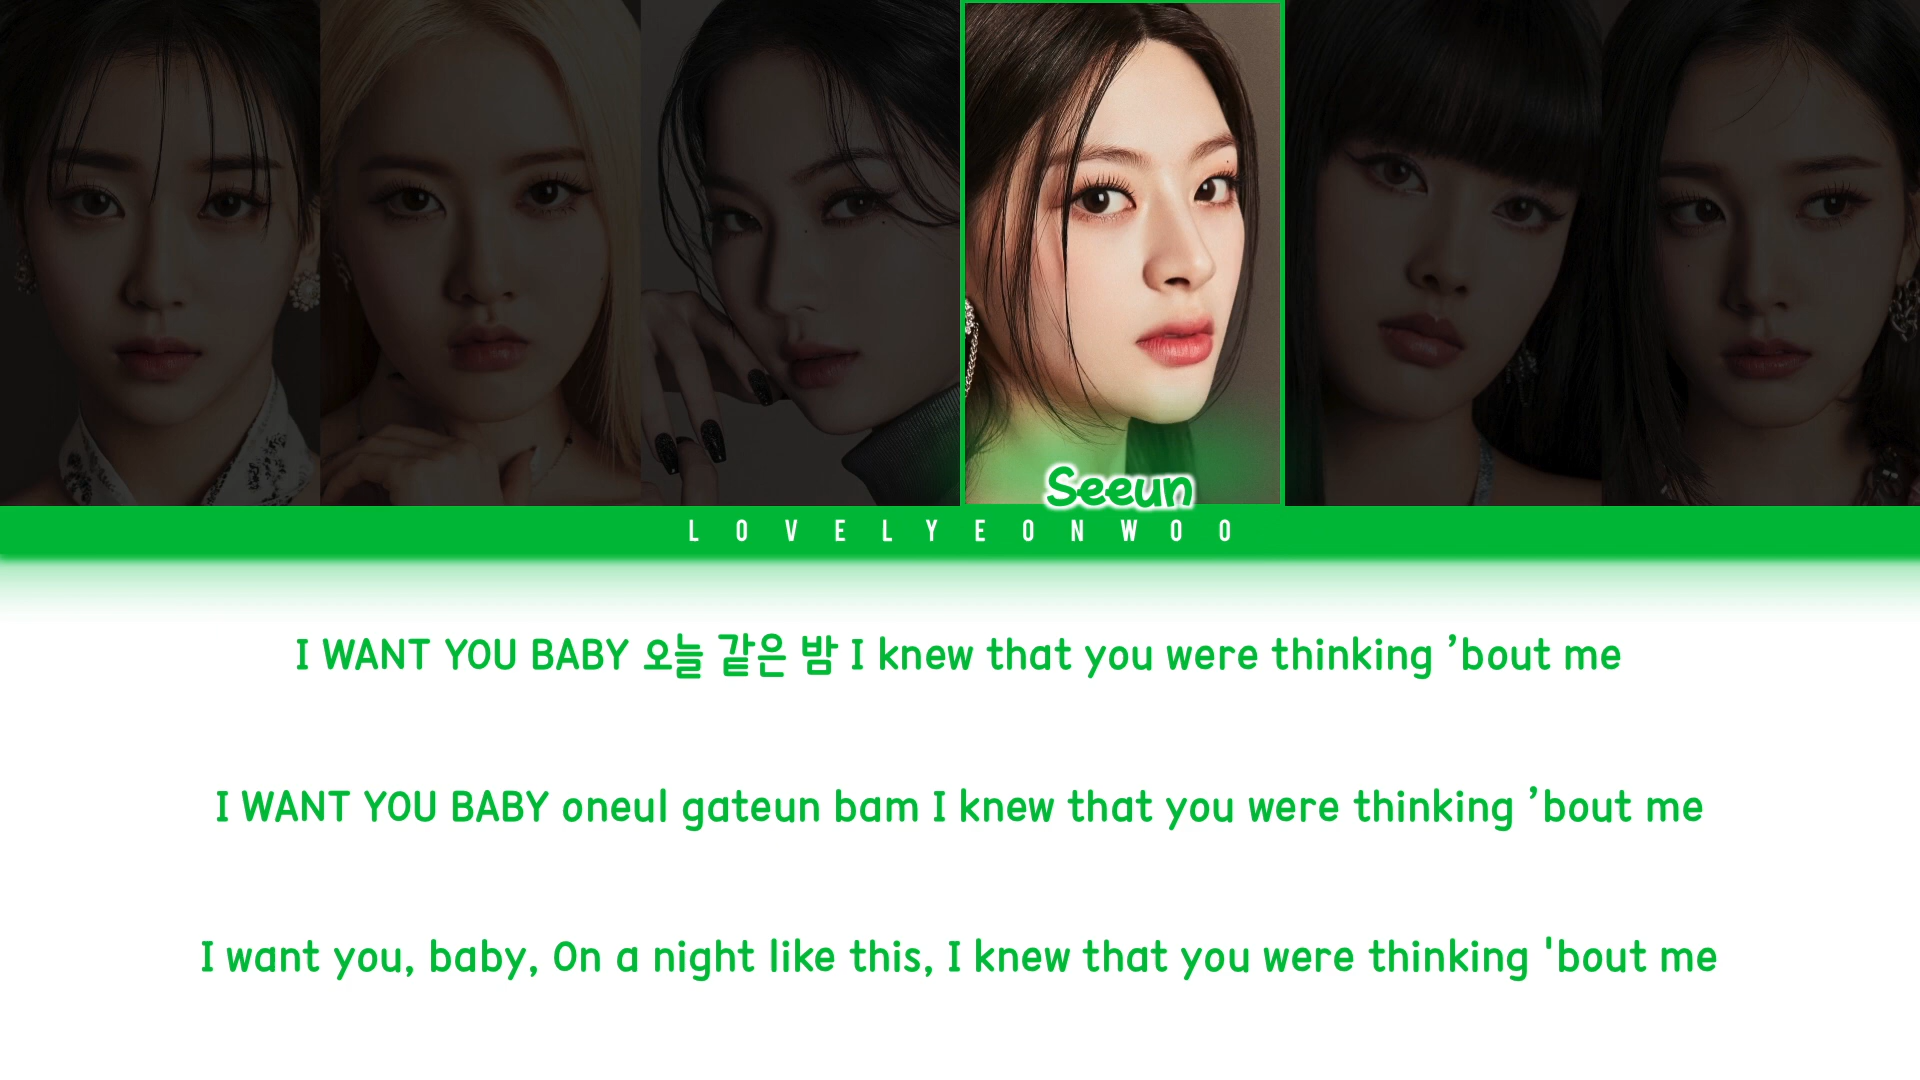 Seeun
LOVELYEONWOO
I WANT YOU BABY 오늘 같은 밤 I knew that you were thinking ’bout me
I WANT YOU BABY oneul gateun bam I knew that you were thinking ’bout me
I want you, baby, On a night like this, I knew that you were thinking 'bout me